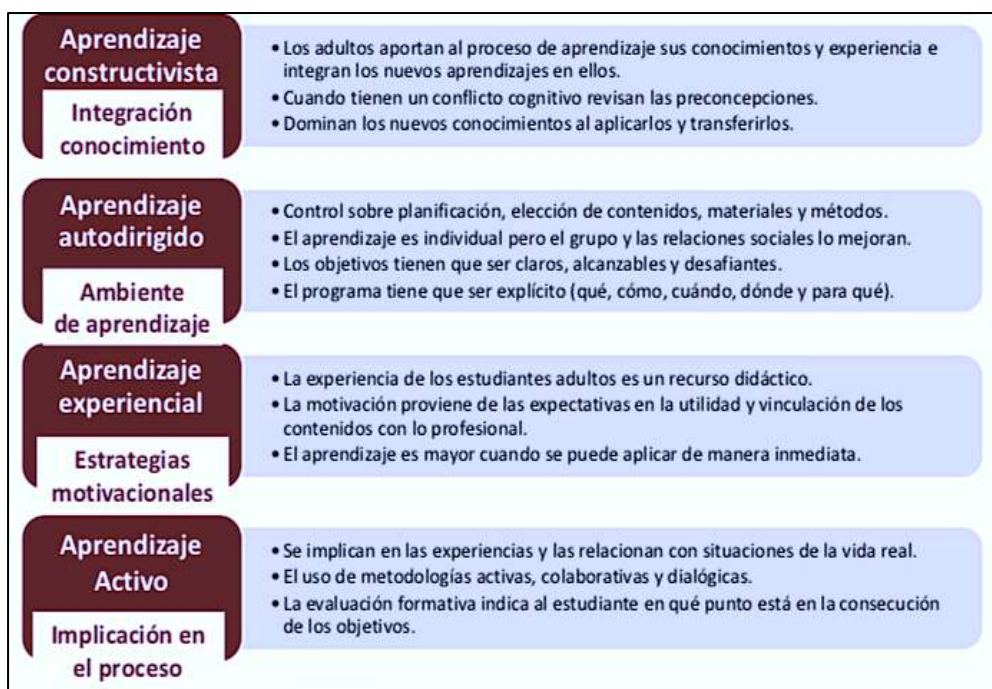 Aprendizaje
constructivista
Integración
conocimiento
• Los adultos aportan al proceso de aprendizaje sus conocimientos y experiencia e
integran los nuevos aprendizajes en ellos.
• Cuando tienen un conflicto cognitivo revisan las preconcepciones.
• Dominan los nuevos conocimientos al aplicarlos y transferirlos.
Aprendizaje
autodirigido
Ambiente
de aprendizaje
• Control sobre planificación, elección de contenidos, materiales y métodos.
• El aprendizaje es individual pero el grupo y las relaciones sociales lo mejoran.
• Los objetivos tienen que ser claros, alcanzables y desafiantes.
• El programa tiene que ser explícito (qué, cómo, cuándo, dónde y para qué).
Aprendizaje
experiencial
Estrategias
motivacionales
• La experiencia de los estudiantes adultos es un recurso didáctico.
• La motivación proviene de las expectativas en la utilidad y vinculación de los
contenidos con lo profesional.
• El aprendizaje es mayor cuando se puede aplicar de manera inmediata.
Aprendizaje
Activo
Implicación en
el proceso
• Se implican en las experiencias y las relacionan con situaciones de la vida real.
• El uso de metodologías activas, colaborativas y dialógicas.
• La evaluación formativa indica al estudiante en qué punto está en la consecución
de los objetivos.